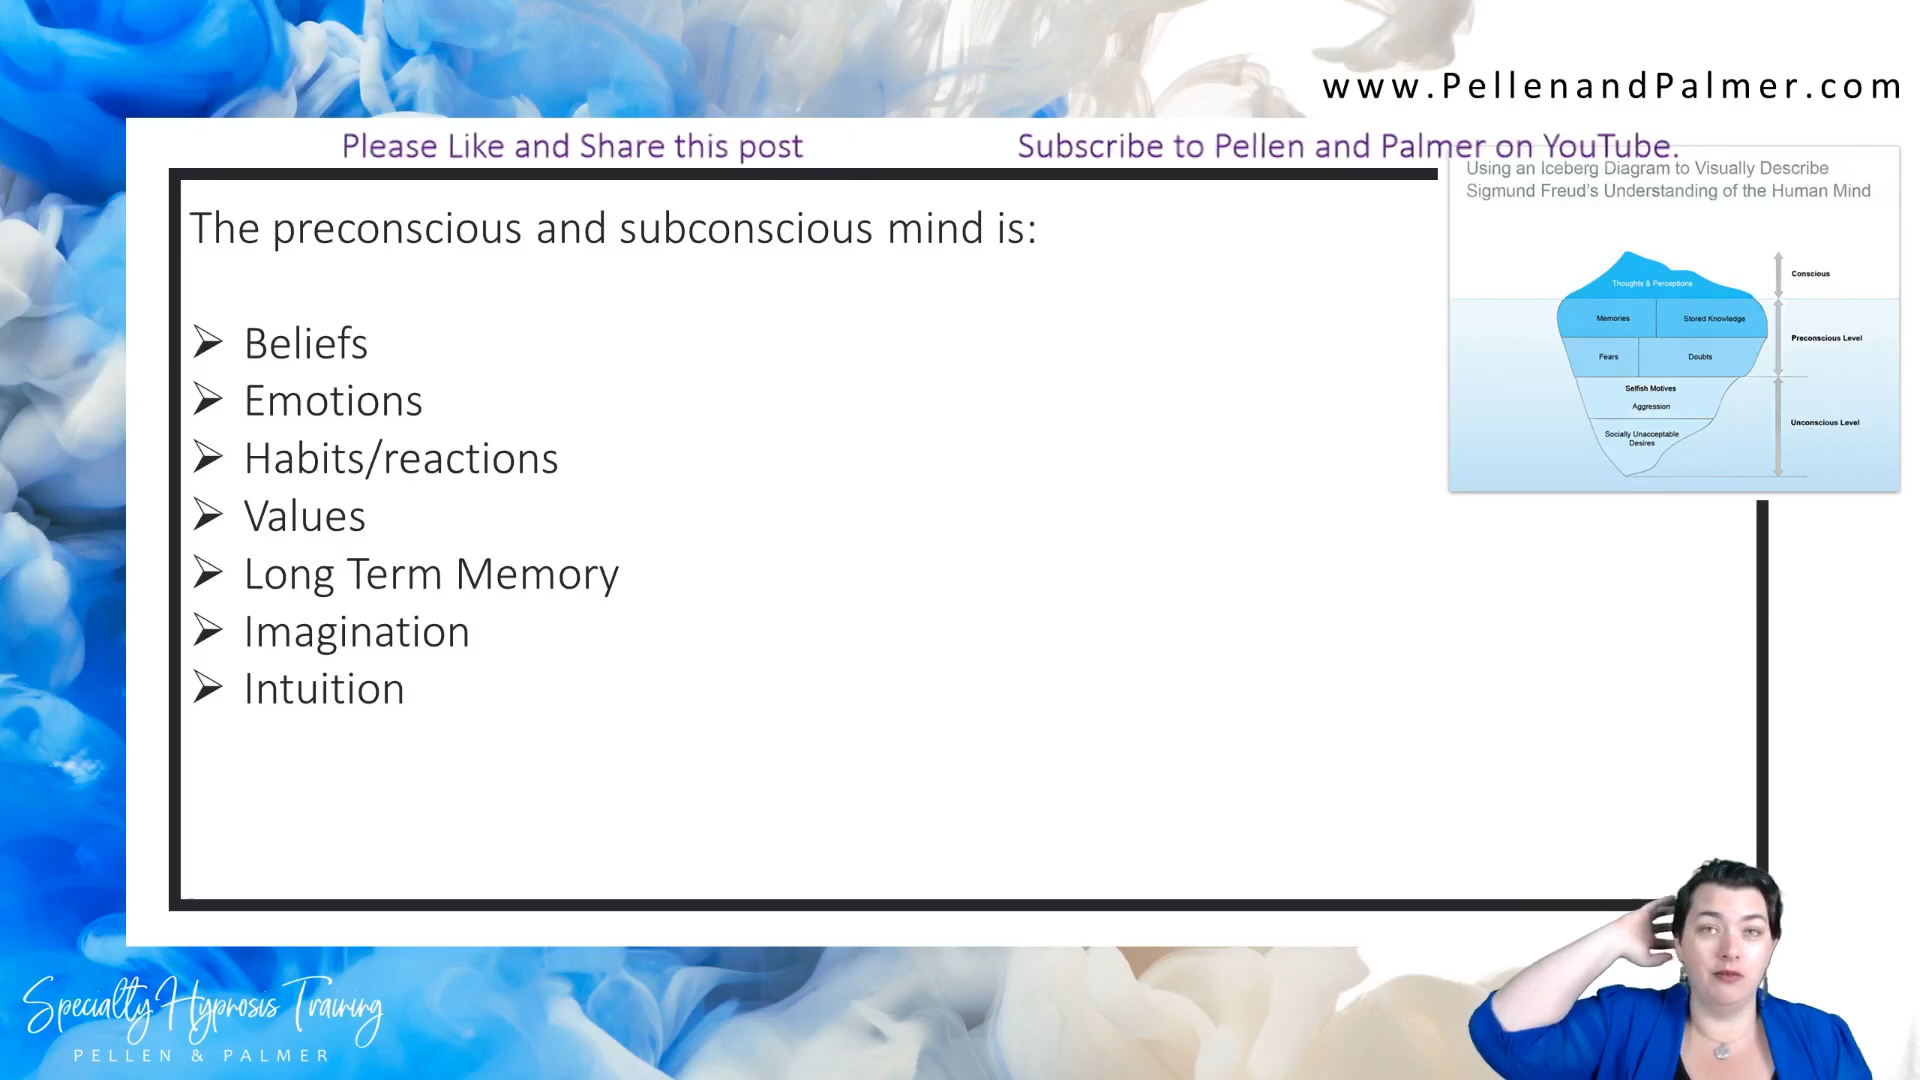 www.PellenandPalmer.com
Please Like and Share this post
Subscribe to Pellen and Palmer on YouTube.
The preconscious and subconscious mind is:
Beliefs
Emotions
Habits/reactions
Values
Long Term Memory
Imagination
Intuition
Using an Iceberg Diagram to Visually Describe
Sigmund Freud's Understanding of the Human Mind
Thoughts & Perceptions
Conscious
Memories
Stored Knowledge
Preconscious Level
Fears
Doubts
Selfish Motives
Aggression
Unconscious Level
Socially Unacceptable
Desires
Specialty Hypnosis Training
PELLEN & PALMER